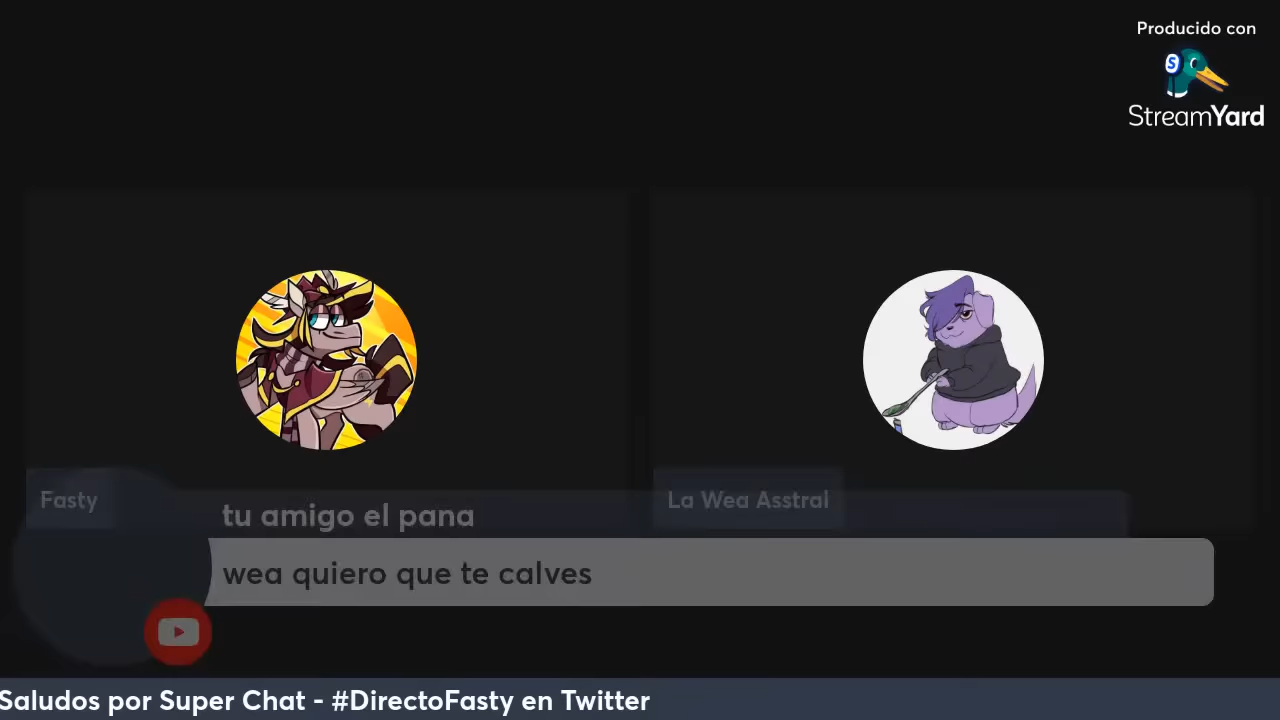 Producido con
S
StreamYard
Fasty
La Wea Asstral
tu amigo el pana
wea quiero que te calves
Saludos por Super Chat - #DirectoFasty en Twitter